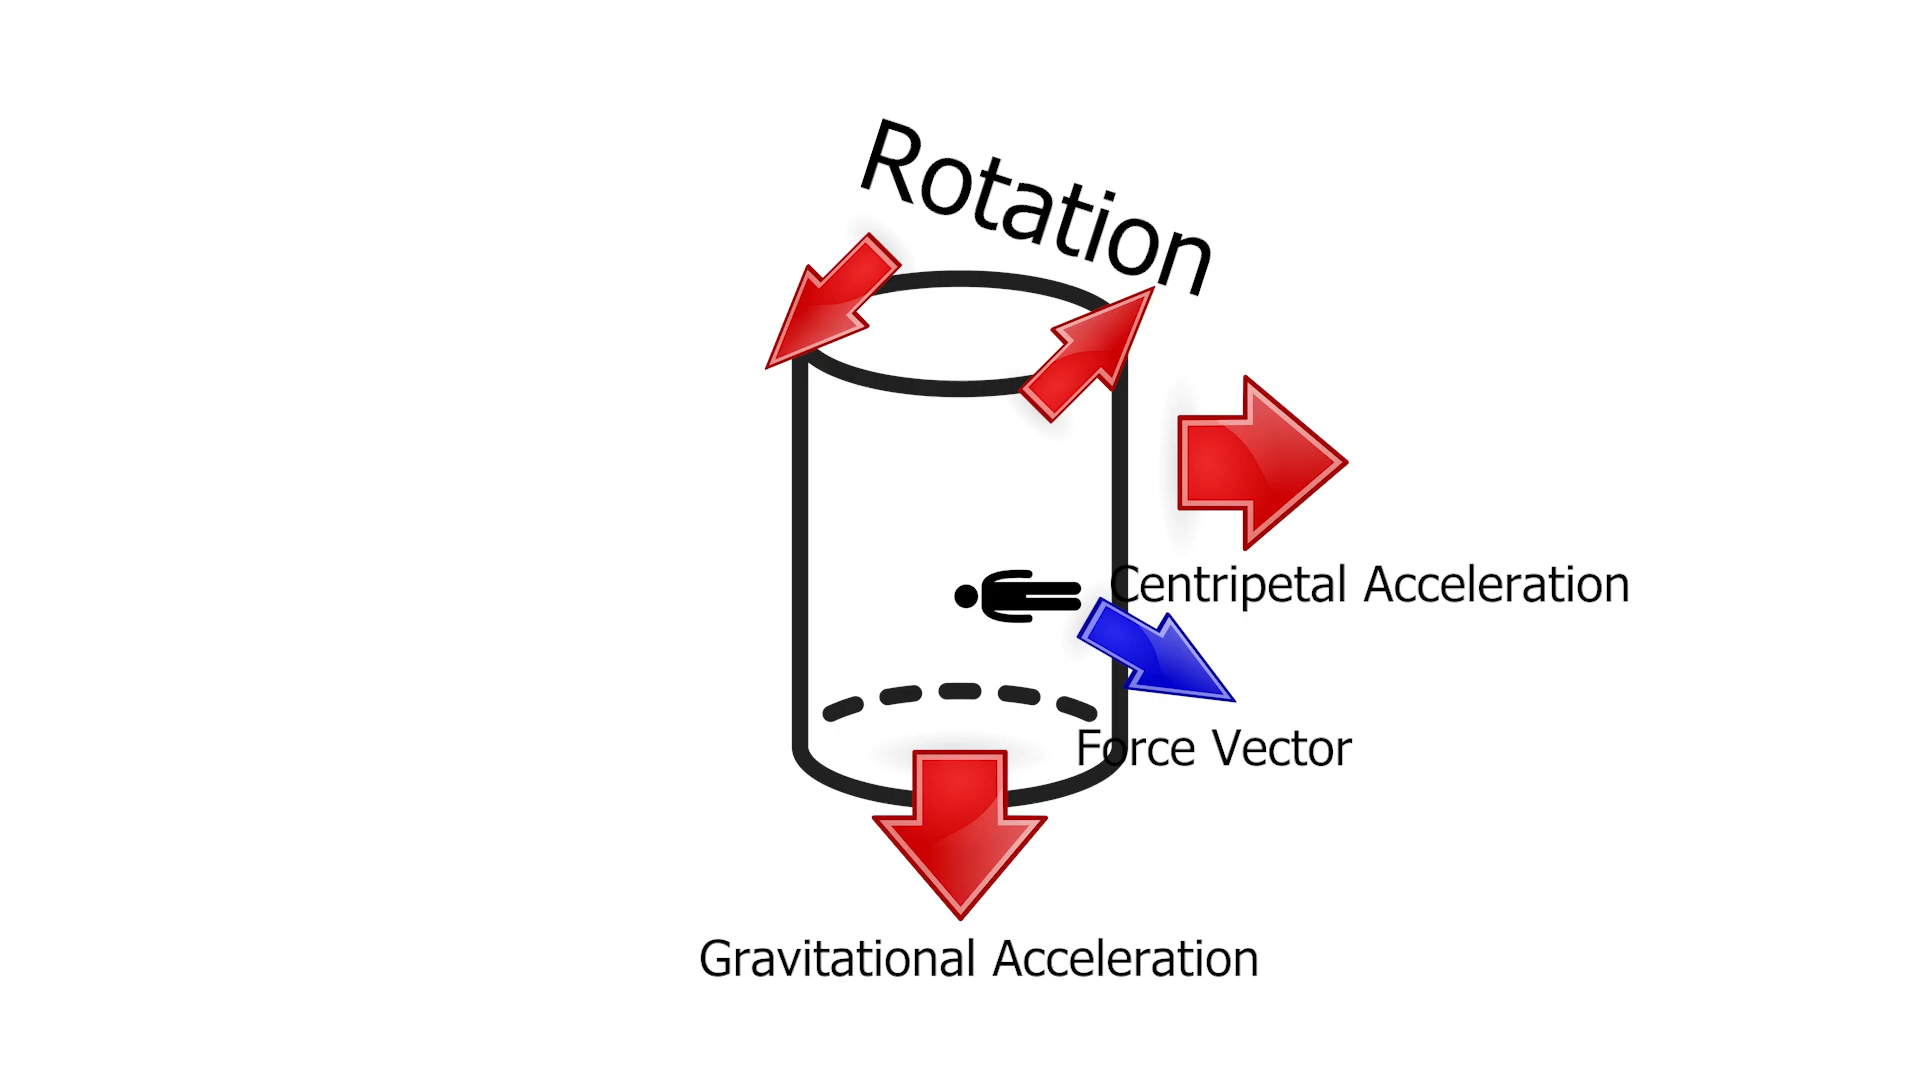 Rotation
Centripetal Acceleration
Force Vector
Gravitational Acceleration